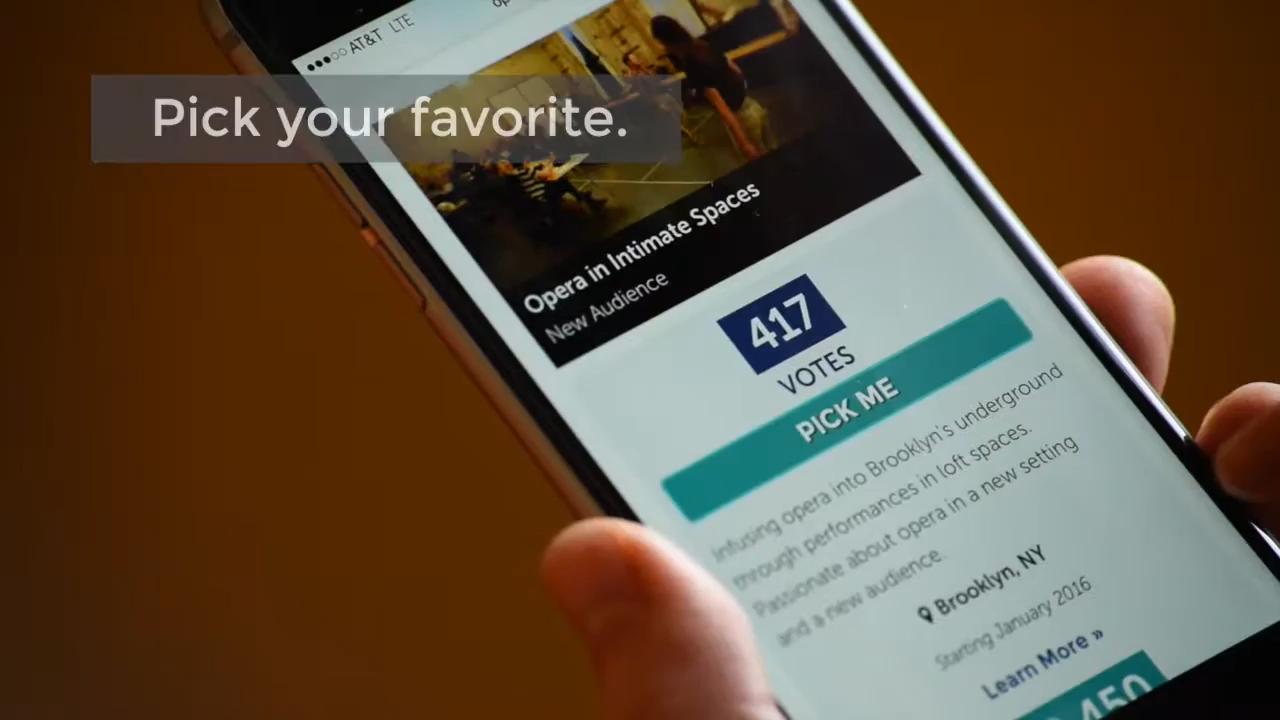 AT&T LTE
Pick your favorite.
Opera in Intimate Spaces
New Audience
417
VOTES
PICK ME
Infusing opera into Brooklyn's underground
through performances in loft spaces.
Passionate about opera in a new setting
and a new audience.
Brooklyn, NY
Starting January 2016
Learn More »
450